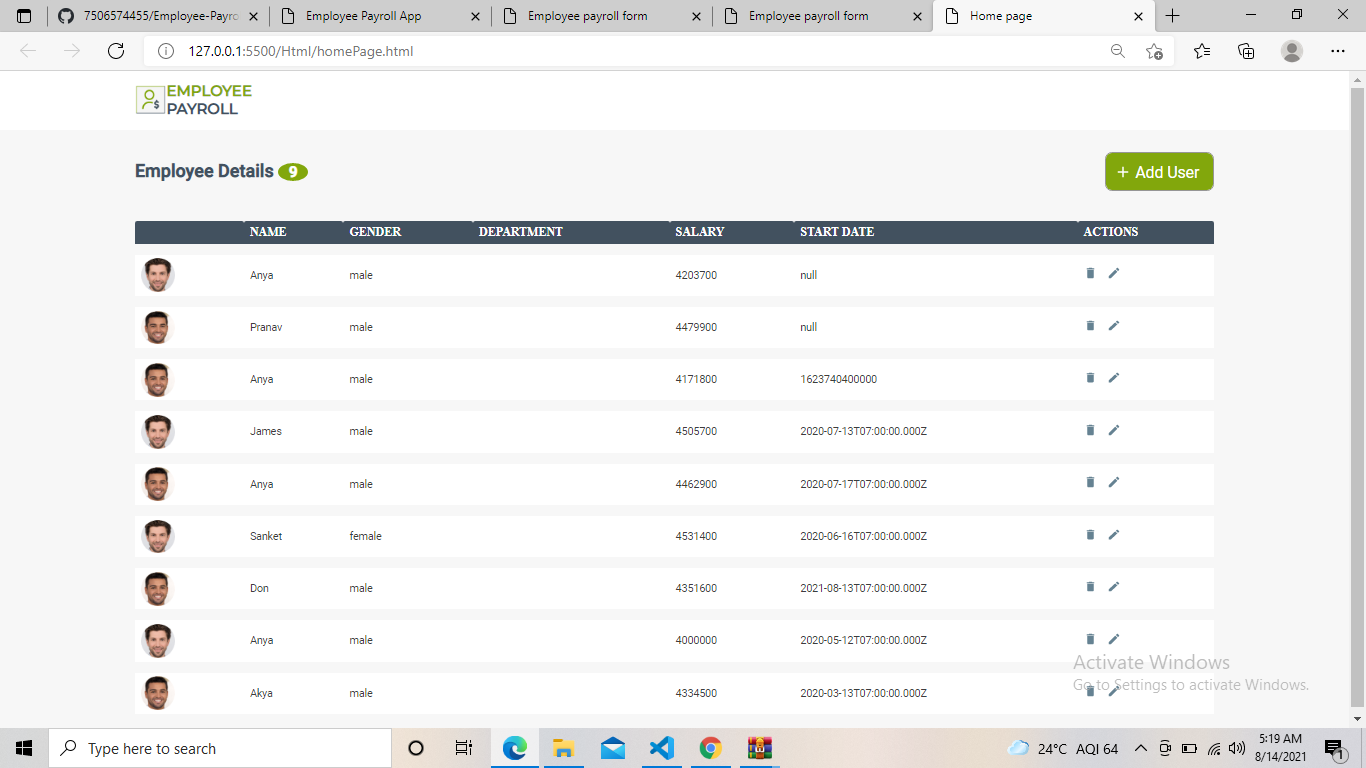 7506574455/Employee-Payro
Employee Payroll App
Employee payroll form
Employee payroll form
Home page
127.0.0.1:5500/Html/homePage.html
EMPLOYEE
PAYROLL
Employee Details 9
+ Add User
NAME GENDER DEPARTMENT SALARY START DATE ACTIONS
Anya male 4203700 null
Pranav male 4479900 null
Anya male 4171800 1623740400000
James male 4505700 2020-07-13T07:00:00.000Z
Anya male 4462900 2020-07-17T07:00:00.000Z
Sanket female 4531400 2020-06-16T07:00:00.000Z
Don male 4351600 2021-08-13T07:00:00.000Z
Anya male 4000000 2020-05-12T07:00:00.000Z
Activate Windows
Go to Settings to activate Windows.
Akya male 4334500 2020-03-13T07:00:00.000Z
Type here to search
24°C AQI 64
5:19 AM
8/14/2021
1